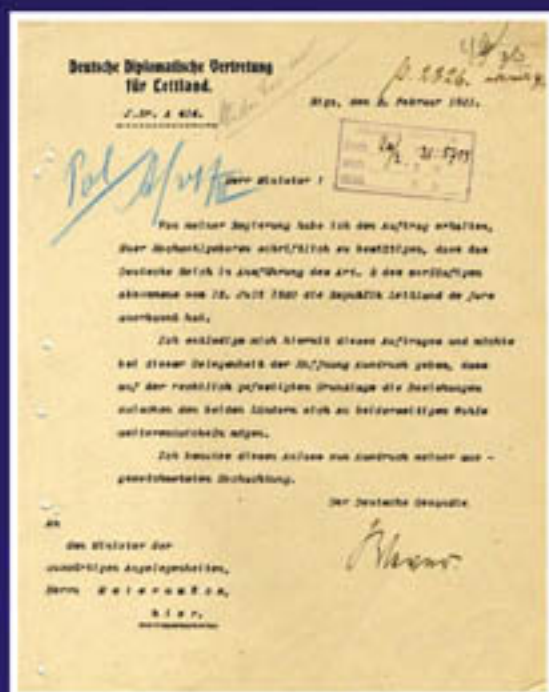 Deutsche Diplomatische Vertretung
für Lettland.
J.Nr. A
Riga, den Februar 1921.
Herr Minister !
Von meiner Regierung habe ich den Auftrag erhalten,
Euer Hochwohlgeboren schriftlich zu bestätigen, dass das
Deutsche Reich in Ausführung des Art. des vorläufigen
Abkommens vom 15. Juli 1920 die Republik Lettland de jure
anerkannt hat.
Ich entledige mich hiermit dieses Auftrages und möchte
bei dieser Gelegenheit der Hoffnung Ausdruck geben, dass
auf der rechtlich gefestigten Grundlage die Beziehungen
zwischen den beiden Ländern sich zu beiderseitigem Wohle
weiterentwickeln mögen.
Ich benutze diesen Anlass zum Ausdruck meiner aus -
gezeichneten Hochachtung.
Der Deutsche Gesandte
An
den Minister der
auswärtigen Angelegenheiten,
Herrn
hier.